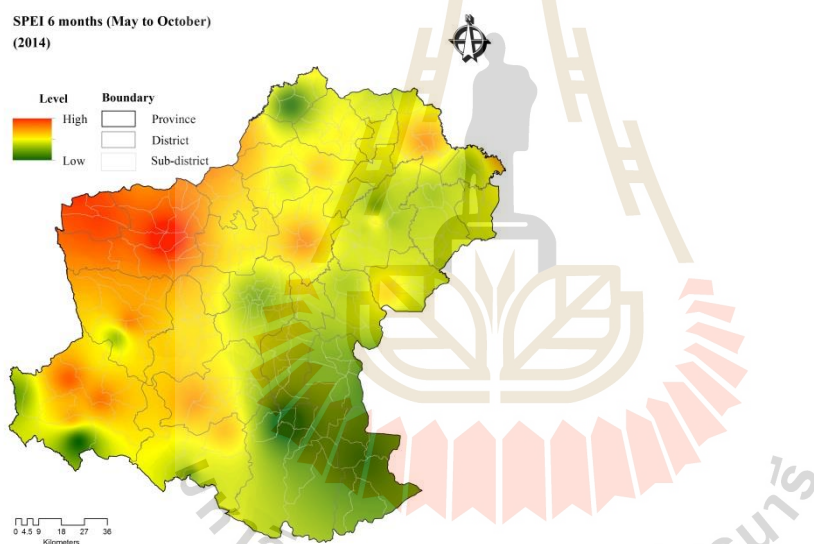 SPEI 6 months (May to October)
(2014)
Level Boundary
High Province
District
Low Sub-district
0 4.5 9 18 27 36
Kilometers